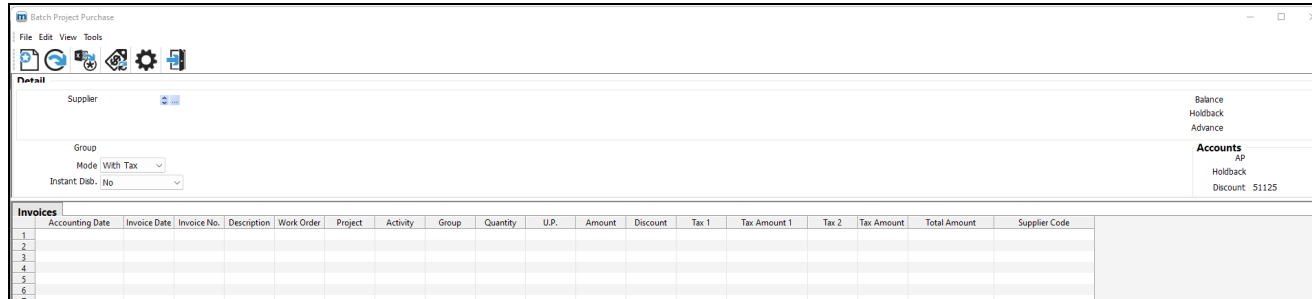 m Batch Project Purchase
File Edit View Tools
Detail
Supplier ... Balance
Holdback
Advance
Group Accounts
AP
Mode With Tax
Holdback
Instant Disb. No
Discount 51125
Invoices
Accounting Date Invoice Date Invoice No. Description Work Order Project Activity Group Quantity U.P. Amount Discount Tax 1 Tax Amount 1 Tax 2 Tax Amount Total Amount Supplier Code
1
2
3
4
5
6